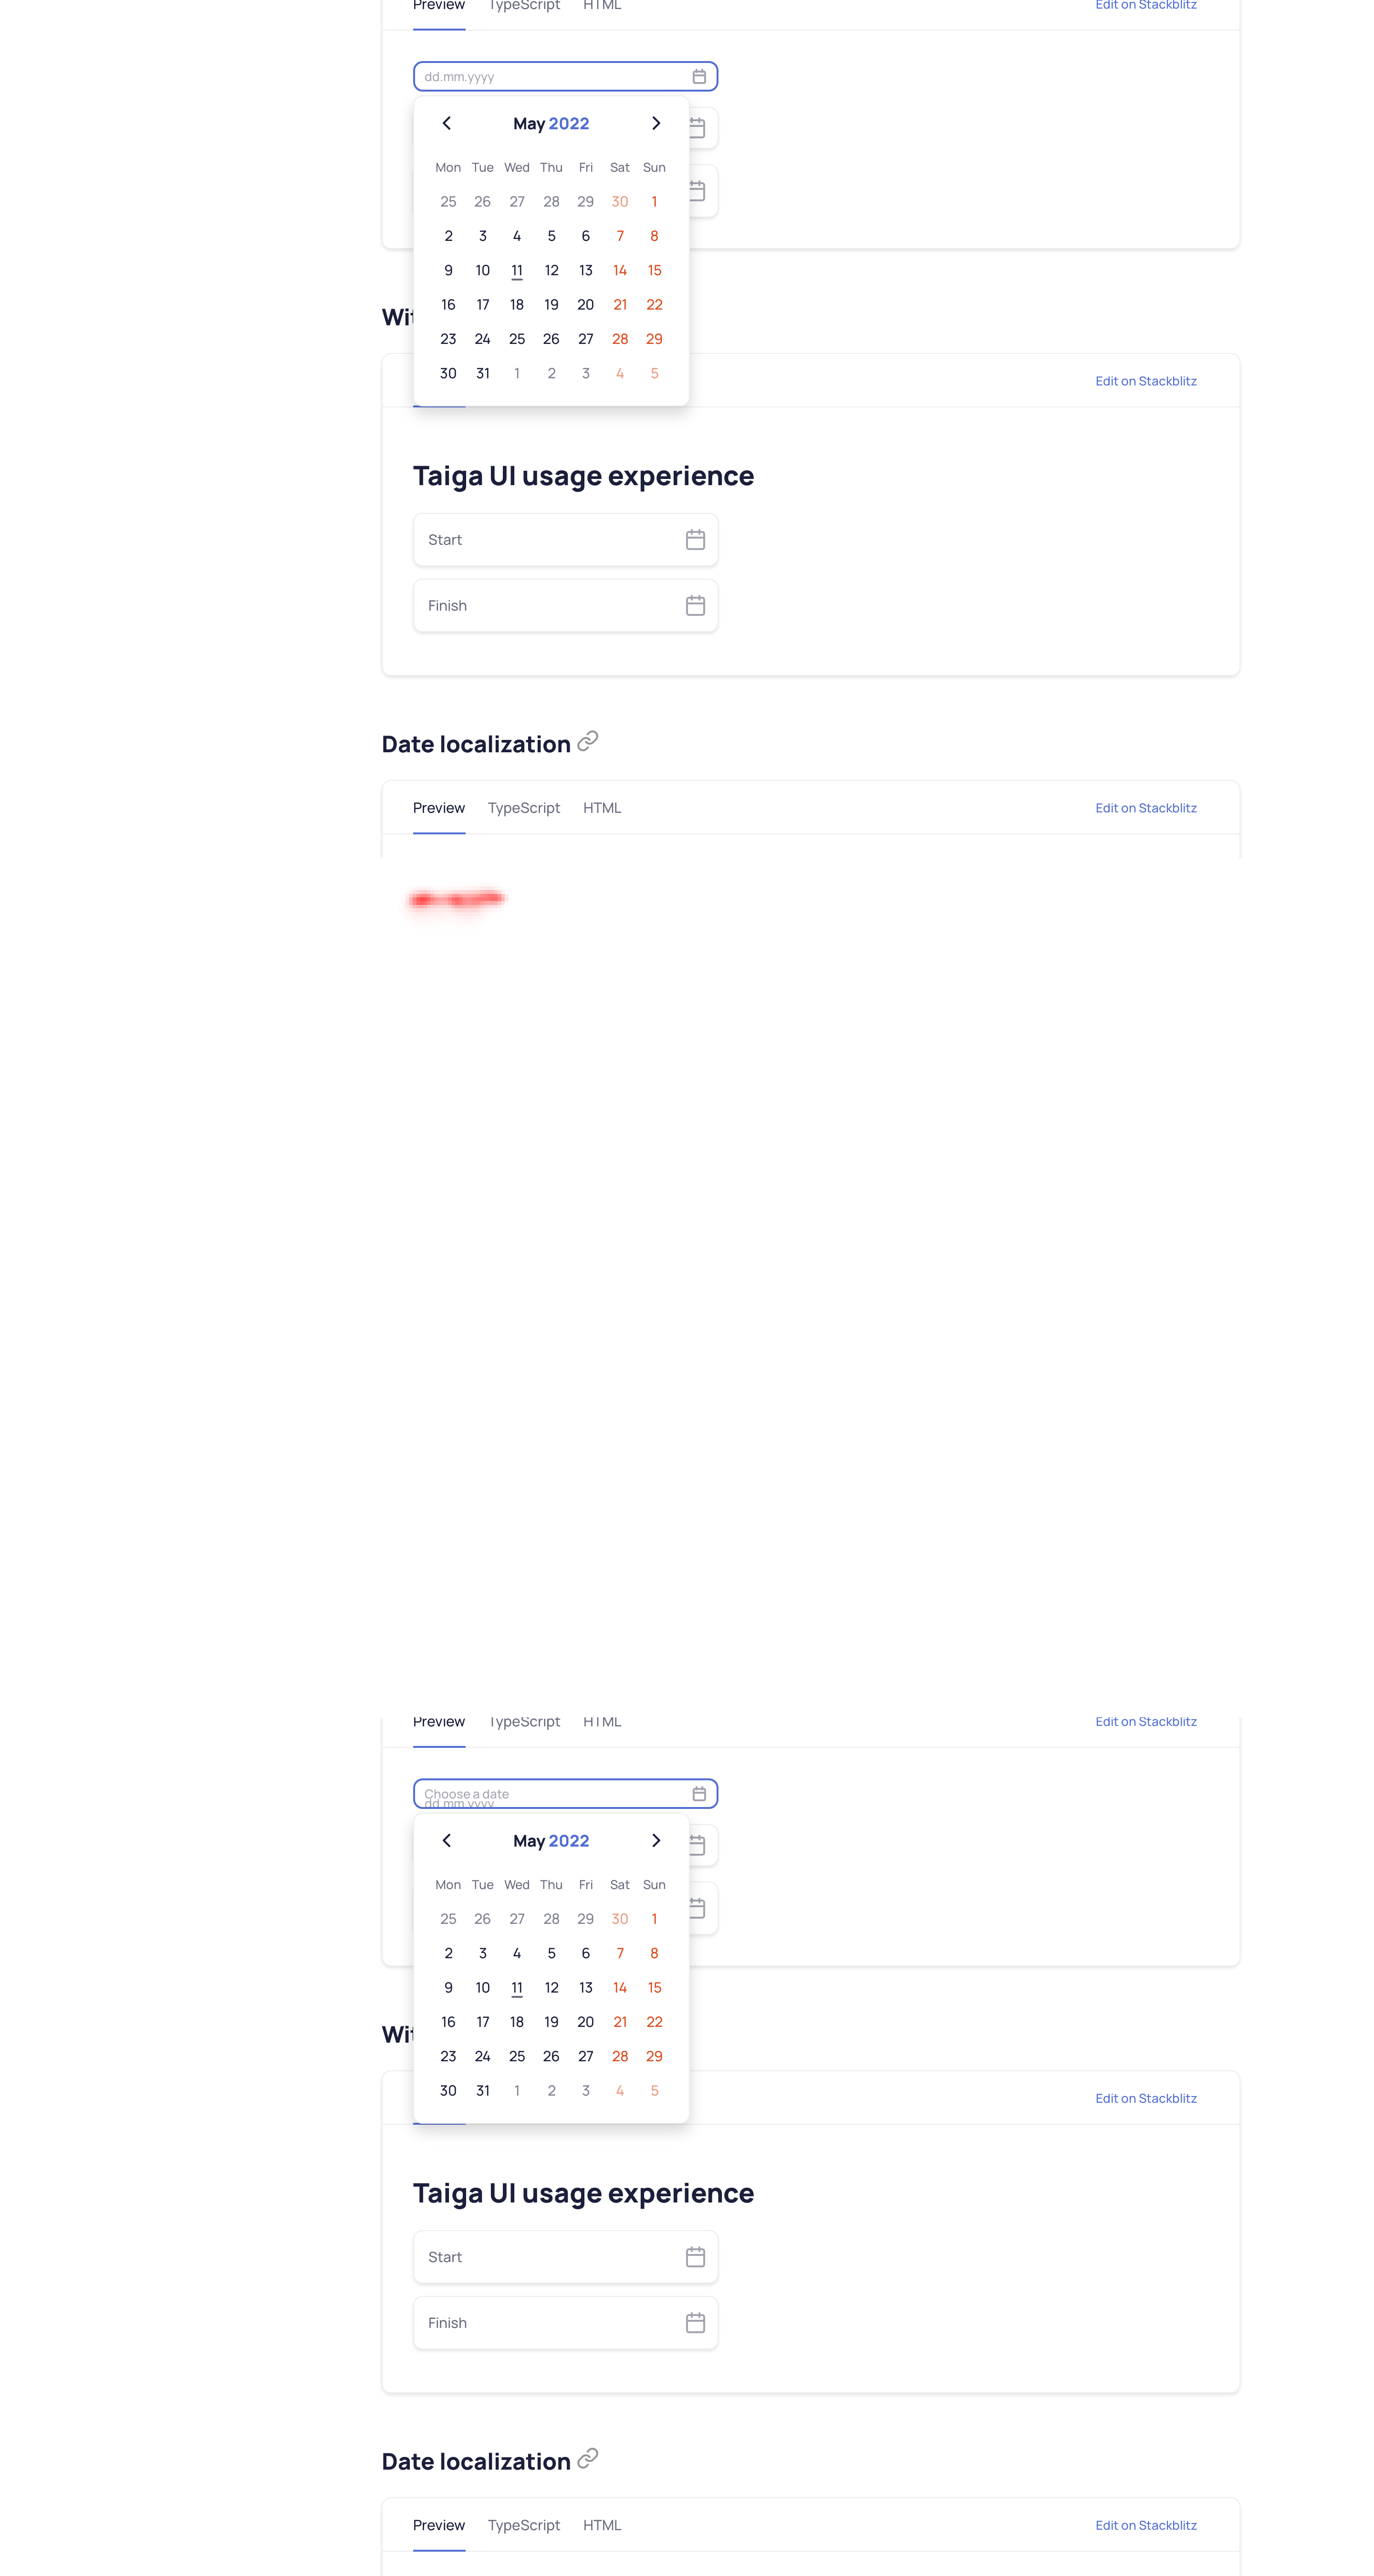 Preview TypeScript HTML Edit on Stackblitz
dd.mm.yyyy
May 2022
Mon Tue Wed Thu Fri Sat Sun
25 26 27 28 29 30 1
2 3 4 5 6 7 8
9 10 11 12 13 14 15
16 17 18 19 20 21 22
23 24 25 26 27 28 29
30 31 1 2 3 4 5
Edit on Stackblitz
Taiga UI usage experience
Start
Finish
Date localization
Preview TypeScript HTML Edit on Stackblitz
Preview TypeScript HTML Edit on Stackblitz
Choose a date
dd.mm.yyyy
May 2022
Mon Tue Wed Thu Fri Sat Sun
25 26 27 28 29 30 1
2 3 4 5 6 7 8
9 10 11 12 13 14 15
16 17 18 19 20 21 22
23 24 25 26 27 28 29
30 31 1 2 3 4 5
Edit on Stackblitz
Taiga UI usage experience
Start
Finish
Date localization
Preview TypeScript HTML Edit on Stackblitz